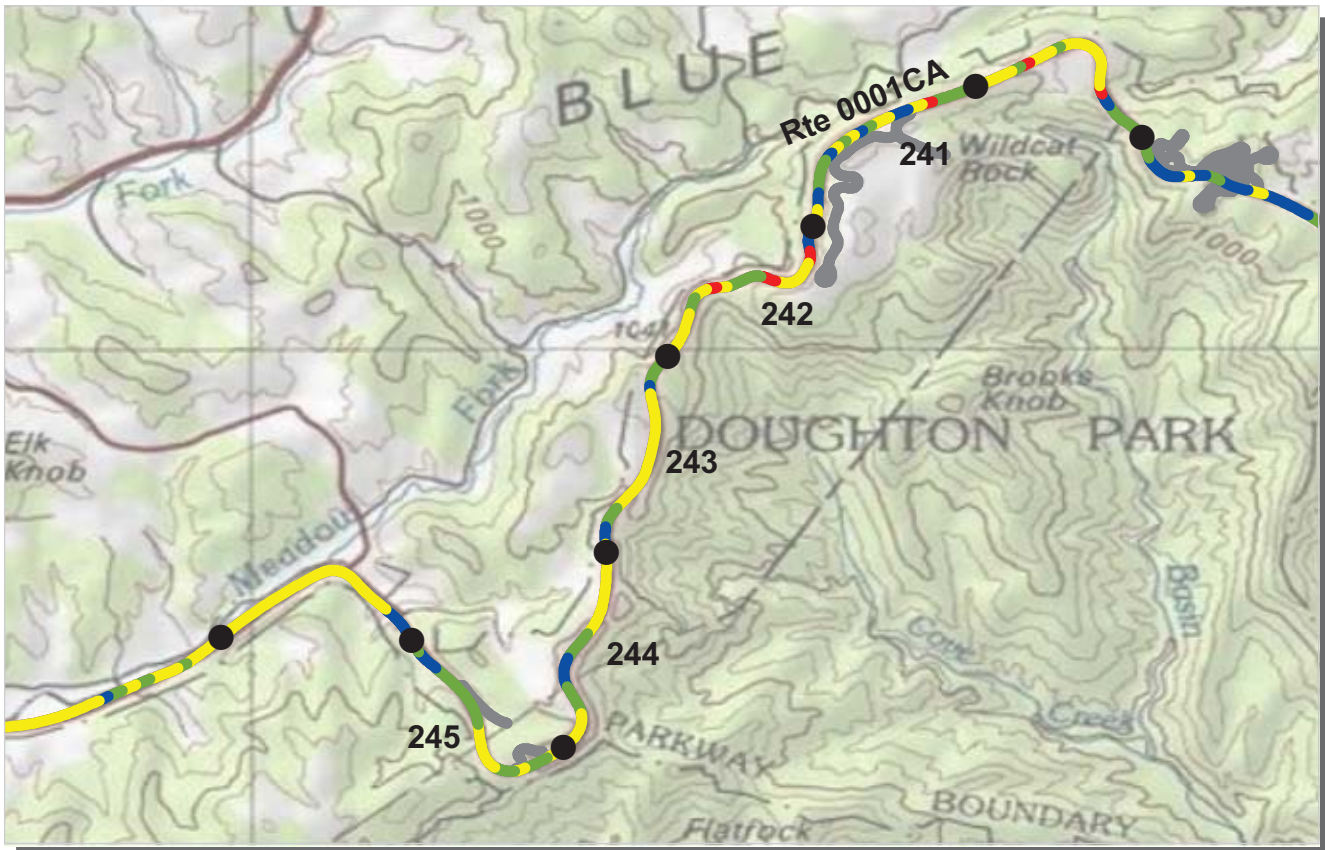 BLUE
Rte 0001CA
241
Wildcat
Rock
Fork
1000
1000
242
1041
Fork
Brooks
Knob
DOUGHTON PARK
Elk
Knob
243
Meadow
Basin
Cove
244
Creek
245
PARKWAY
BOUNDARY
Flatrock